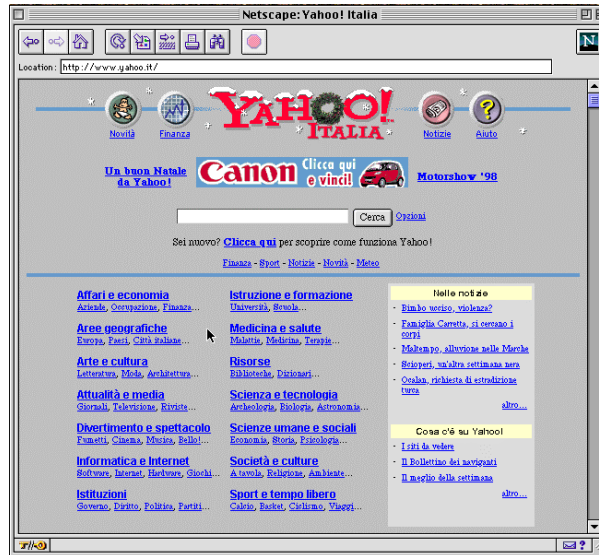 Netscape: Yahoo! Italia
N
Location: http://www.yahoo.it/
YAHOO!
ITALIA
Novità Finanza Notizie Aiuto
Un buon Natale
da Yahoo!
Canon Clicca qui
e vinci!
Motorshow '98
Cerca Opzioni
Sei nuovo? Clicca qui per scoprire come funziona Yahoo!
Finanza - Sport - Notizie - Novità - Meteo
Affari e economia
Aziende, Occupazione, Finanza...
Aree geografiche
Europa, Paesi, Città italiane...
Arte e cultura
Letteratura, Moda, Architettura...
Attualità e media
Giornali, Televisione, Riviste...
Divertimento e spettacolo
Fumetti, Cinema, Musica, Bello!...
Informatica e Internet
Software, Internet, Hardware, Giochi...
Istituzioni
Governo, Diritto, Politica, Partiti...
Istruzione e formazione
Università, Scuola...
Medicina e salute
Malattie, Medicina, Terapie...
Risorse
Biblioteche, Dizionari...
Scienza e tecnologia
Archeologia, Biologia, Astronomia...
Scienze umane e sociali
Economia, Storia, Psicologia...
Società e culture
A tavola, Religione, Ambiente...
Sport e tempo libero
Calcio, Basket, Ciclismo, Viaggi...
Nelle notizie
- Bimbo ucciso, violenza?
- Famiglia Carretta, si cercano i
corpi
- Maltempo, alluvione nelle Marche
- Scioperi, un'altra settimana nera
- Ocalan, richiesta di estradizione
turca
altro...
Cosa c'é su Yahoo!
- I siti da vedere
- Il Bollettino dei naviganti
- Il meglio della settimana
altro...
?